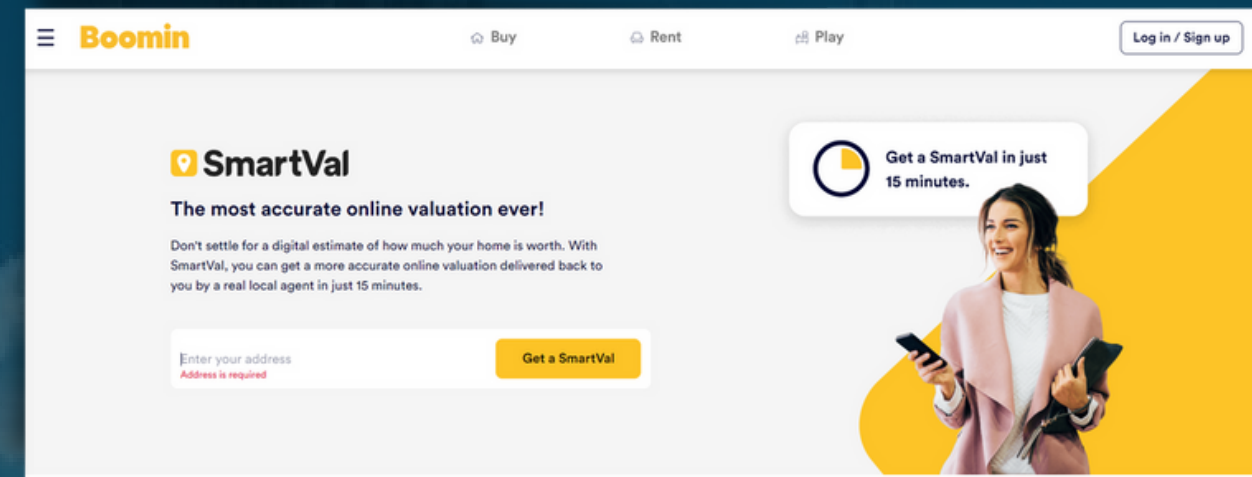 Boomin
Buy
Rent
Play
Log in / Sign up
SmartVal
The most accurate online valuation ever!
Don't settle for a digital estimate of how much your home is worth. With
SmartVal, you can get a more accurate online valuation delivered back to
you by a real local agent in just 15 minutes.
Enter your address
Address is required
Get a SmartVal
Get a SmartVal in just
15 minutes.